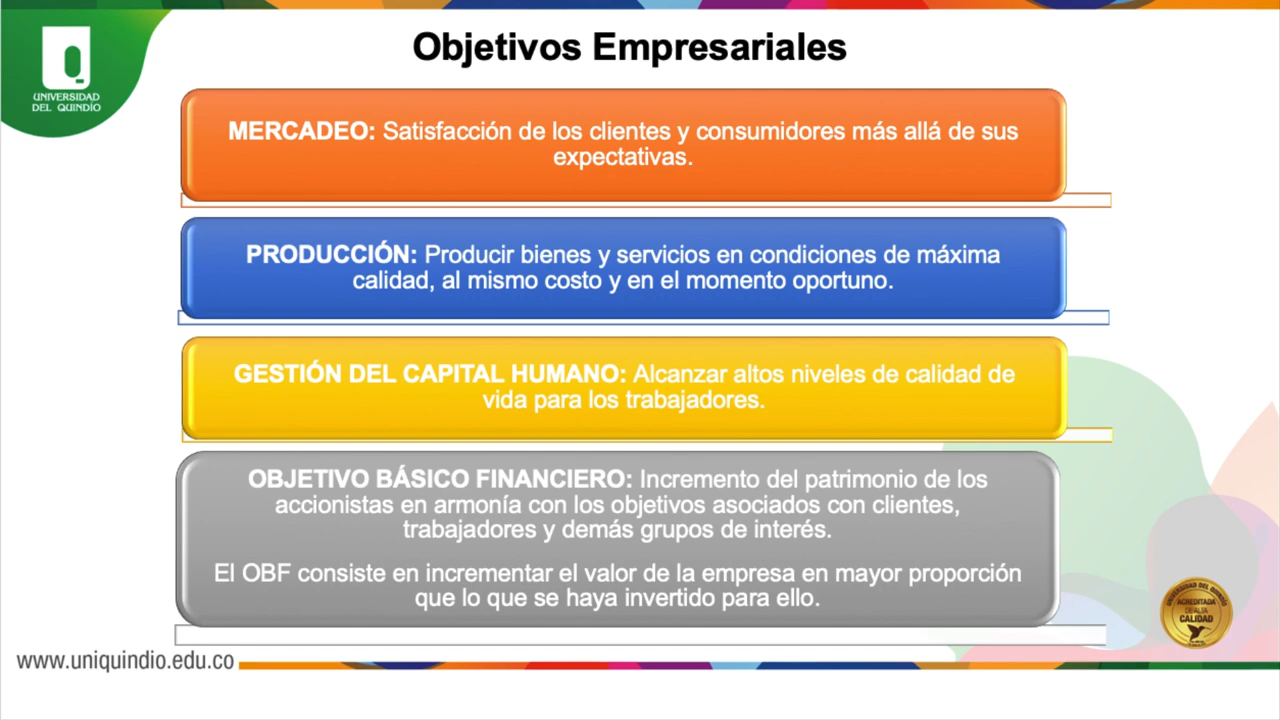 Objetivos Empresariales
UNIVERSIDAD
DEL QUINDÍO
MERCADEO: Satisfacción de los clientes y consumidores más allá de sus
expectativas.
PRODUCCIÓN: Producir bienes y servicios en condiciones de máxima
calidad, al mismo costo y en el momento oportuno.
GESTIÓN DEL CAPITAL HUMANO: Alcanzar altos niveles de calidad de
vida para los trabajadores.
OBJETIVO BÁSICO FINANCIERO: Incremento del patrimonio de los
accionistas en armonía con los objetivos asociados con clientes,
trabajadores y demás grupos de interés.
El OBF consiste en incrementar el valor de la empresa en mayor proporción
que lo que se haya invertido para ello.
UNIVERSIDAD DEL QUINDÍO
ACREDITADA
DE ALTA
CALIDAD
www.uniquindio.edu.co